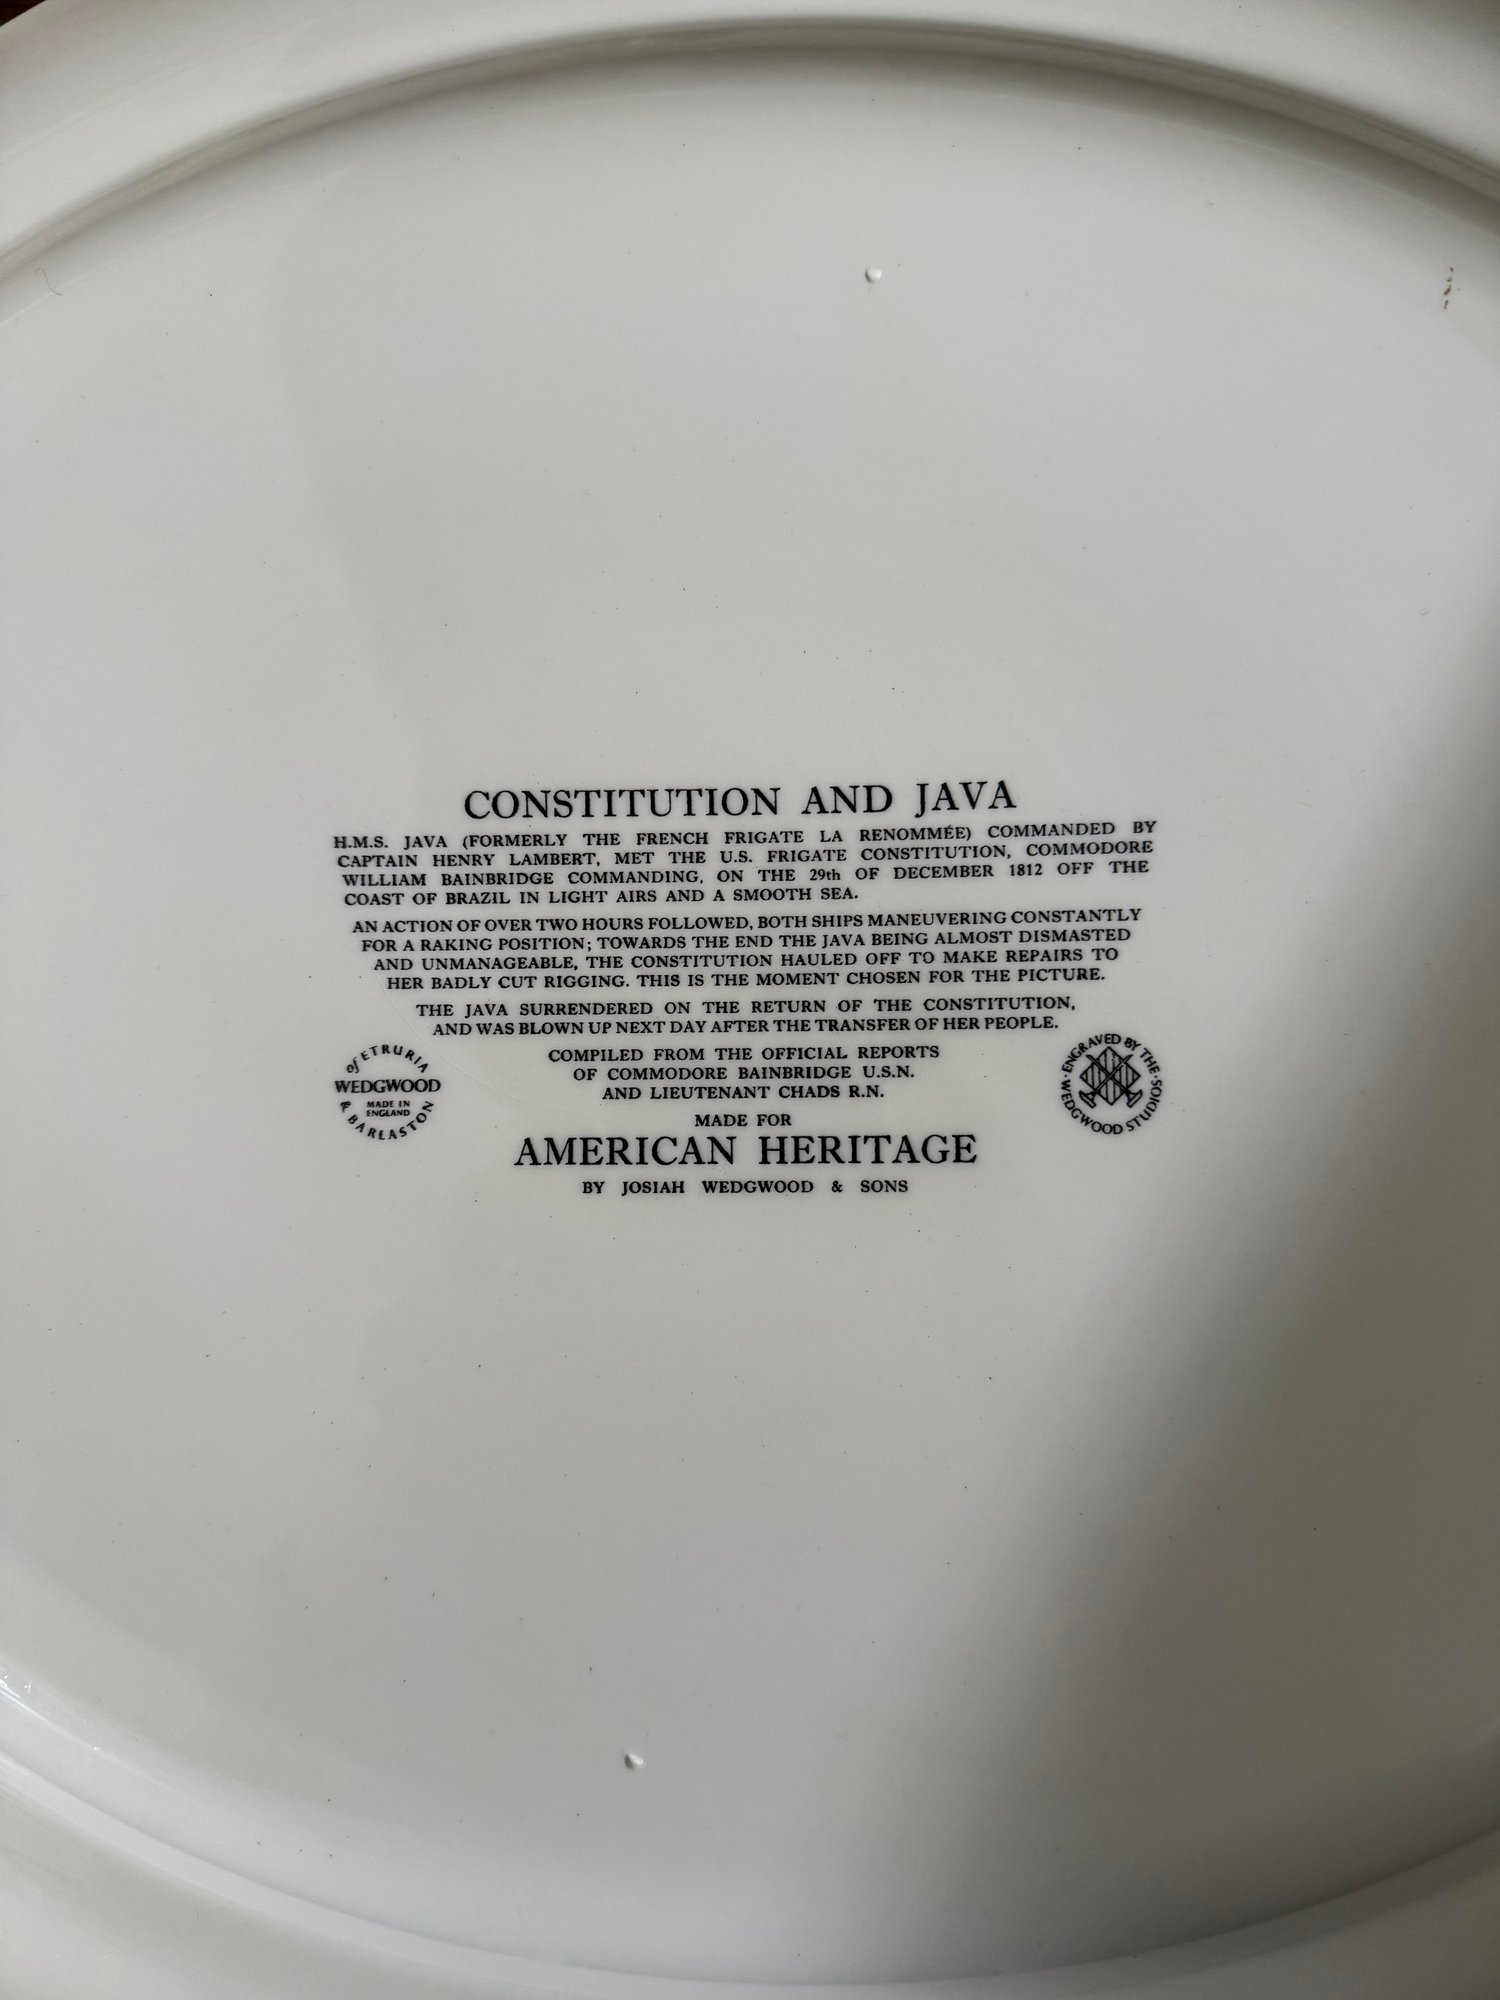 CONSTITUTION AND JAVA
H.M.S. JAVA (FORMERLY THE FRENCH FRIGATE LA RENOMMÉE) COMMANDED BY
CAPTAIN HENRY LAMBERT, MET THE U.S. FRIGATE CONSTITUTION, COMMODORE
WILLIAM BAINBRIDGE COMMANDING, ON THE 29th OF DECEMBER 1812 OFF THE
COAST OF BRAZIL IN LIGHT AIRS AND A SMOOTH SEA.
AN ACTION OF OVER TWO HOURS FOLLOWED, BOTH SHIPS MANEUVERING CONSTANTLY
FOR A RAKING POSITION; TOWARDS THE END THE JAVA BEING ALMOST DISMASTED
AND UNMANAGEABLE, THE CONSTITUTION HAULED OFF TO MAKE REPAIRS TO
HER BADLY CUT RIGGING. THIS IS THE MOMENT CHOSEN FOR THE PICTURE.
THE JAVA SURRENDERED ON THE RETURN OF THE CONSTITUTION,
AND WAS BLOWN UP NEXT DAY AFTER THE TRANSFER OF HER PEOPLE.
COMPILED FROM THE OFFICIAL REPORTS
OF COMMODORE BAINBRIDGE U.S.N.
AND LIEUTENANT CHADS R.N.
of ETRURIA
WEDGWOOD
MADE IN
ENGLAND
& BARLASTON
·ENGRAVED BY THE·
WEDGWOOD STUDIOS
MADE FOR
AMERICAN HERITAGE
BY JOSIAH WEDGWOOD & SONS